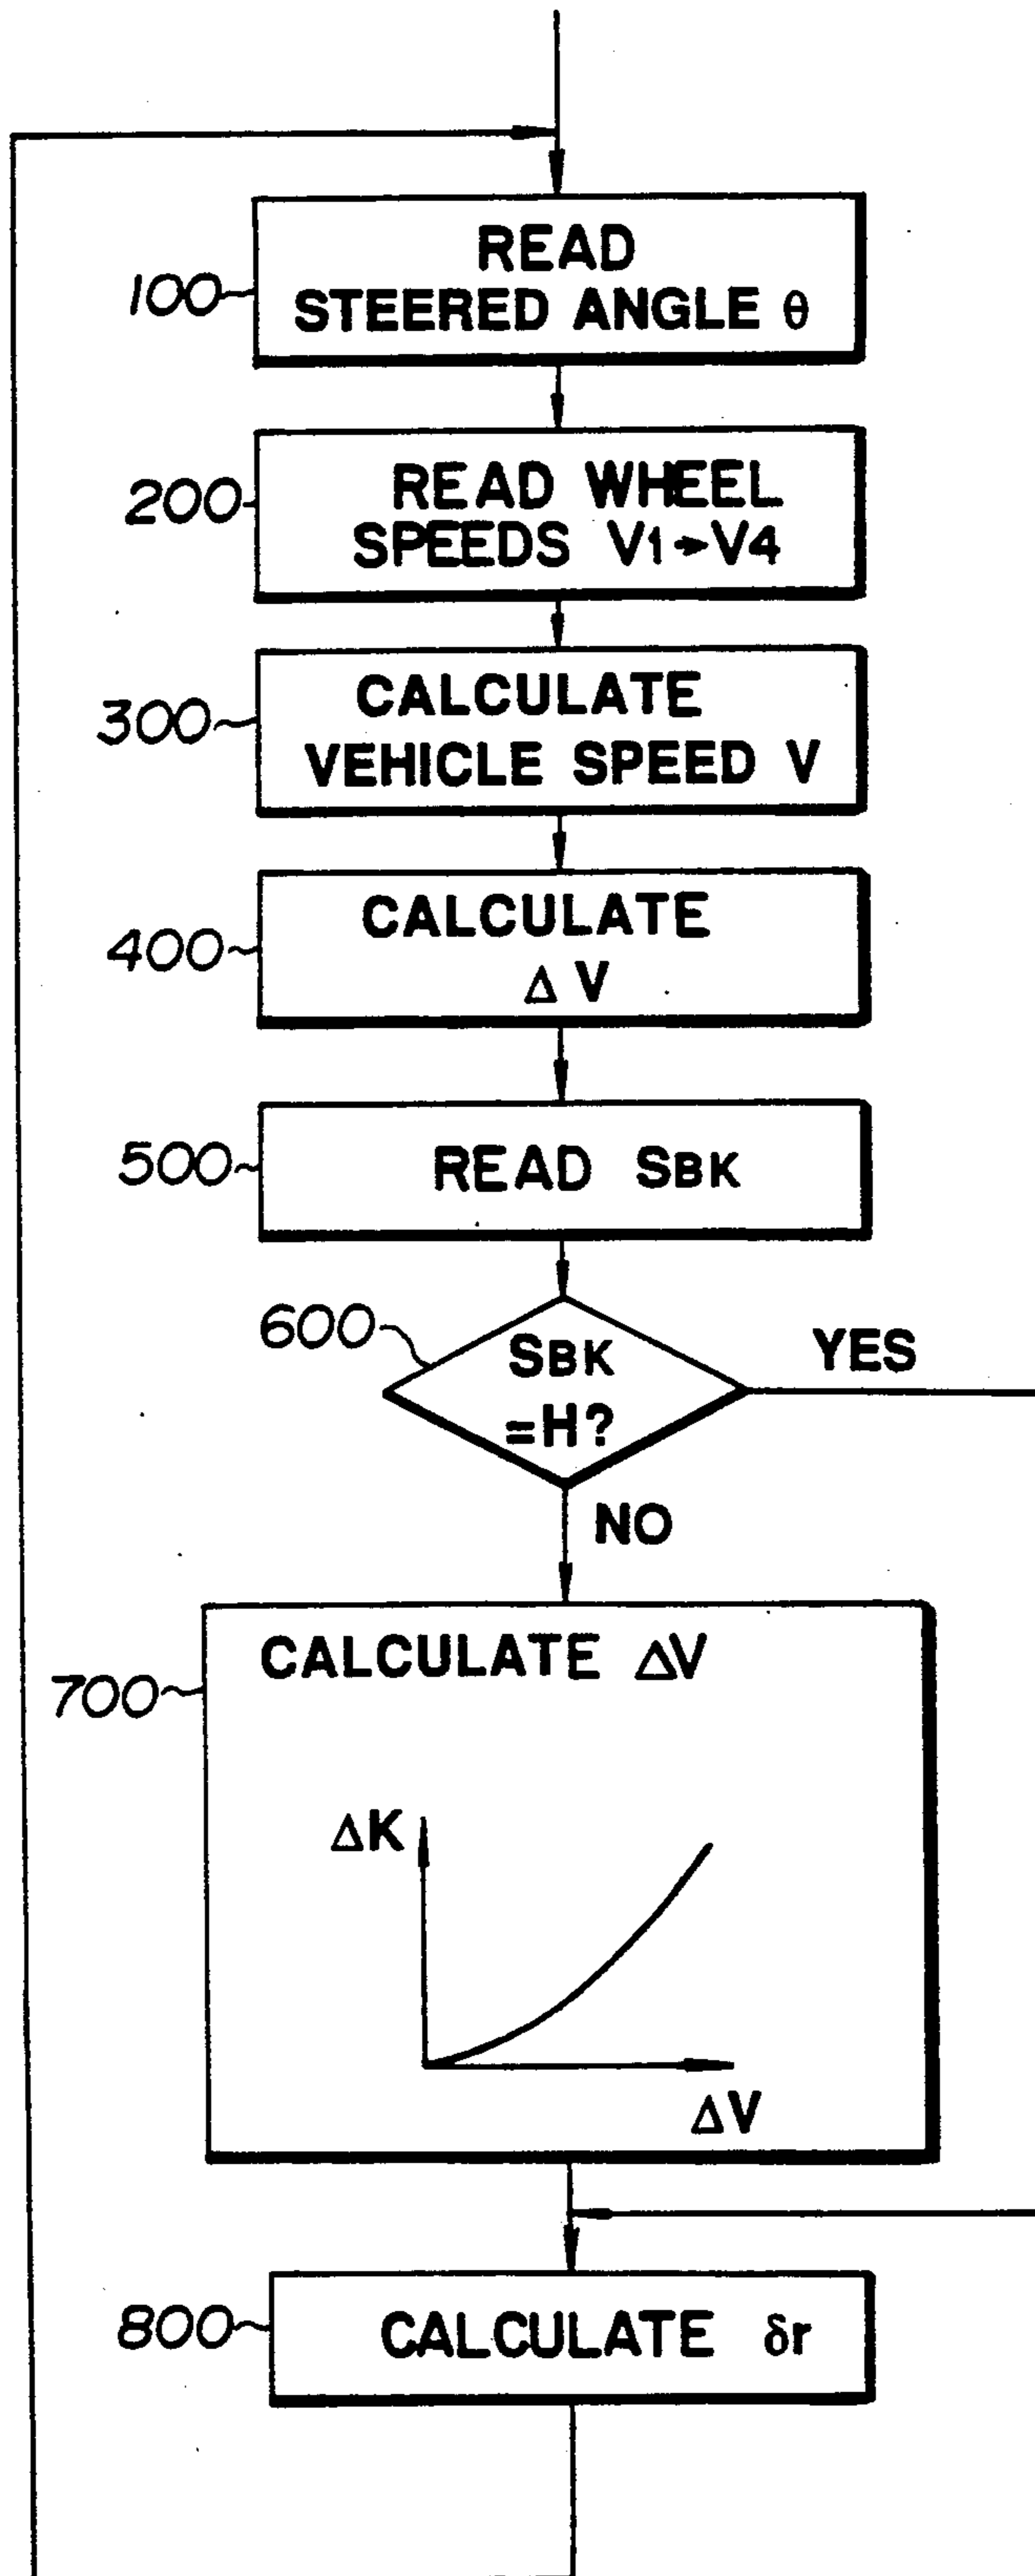 READ
100
STEERED ANGLE θ
200
READ WHEEL
SPEEDS V1→V4
CALCULATE
300
VEHICLE SPEED V
CALCULATE
400
Δ V
500
READ SBK
600
SBK
YES
=H?
NO
CALCULATE ΔV
700
ΔK
ΔV
800
CALCULATE δr